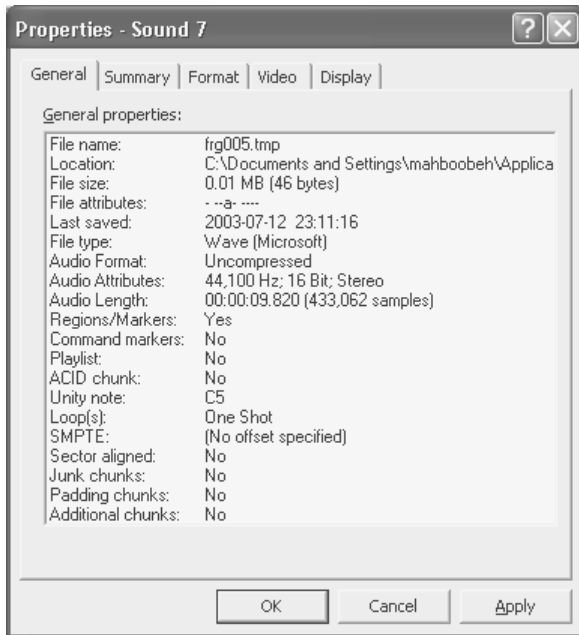 Properties - Sound 7
General Summary Format Video Display
General properties:
File name: frg005.tmp
Location: C:\Documents and Settings\mahboobeh\Applica
File size: 0.01 MB (46 bytes)
File attributes: - --a- ----
Last saved: 2003-07-12 23:11:16
File type: Wave (Microsoft)
Audio Format: Uncompressed
Audio Attributes: 44,100 Hz; 16 Bit; Stereo
Audio Length: 00:00:09.820 (433,062 samples)
Regions/Markers: Yes
Command markers: No
Playlist: No
ACID chunk: No
Unity note: C5
Loop(s): One Shot
SMPTE: (No offset specified)
Sector aligned: No
Junk chunks: No
Padding chunks: No
Additional chunks: No
OK Cancel Apply